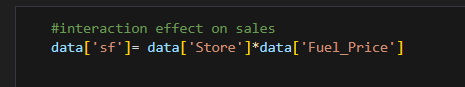 #interaction effect on sales
data['sf']= data['Store']*data['Fuel_Price']